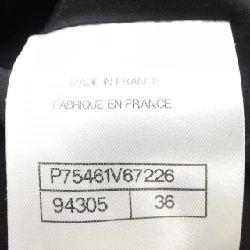 MADE IN FRANCE
FABRIQUE EN FRANCE
P75461V67226
94305 36